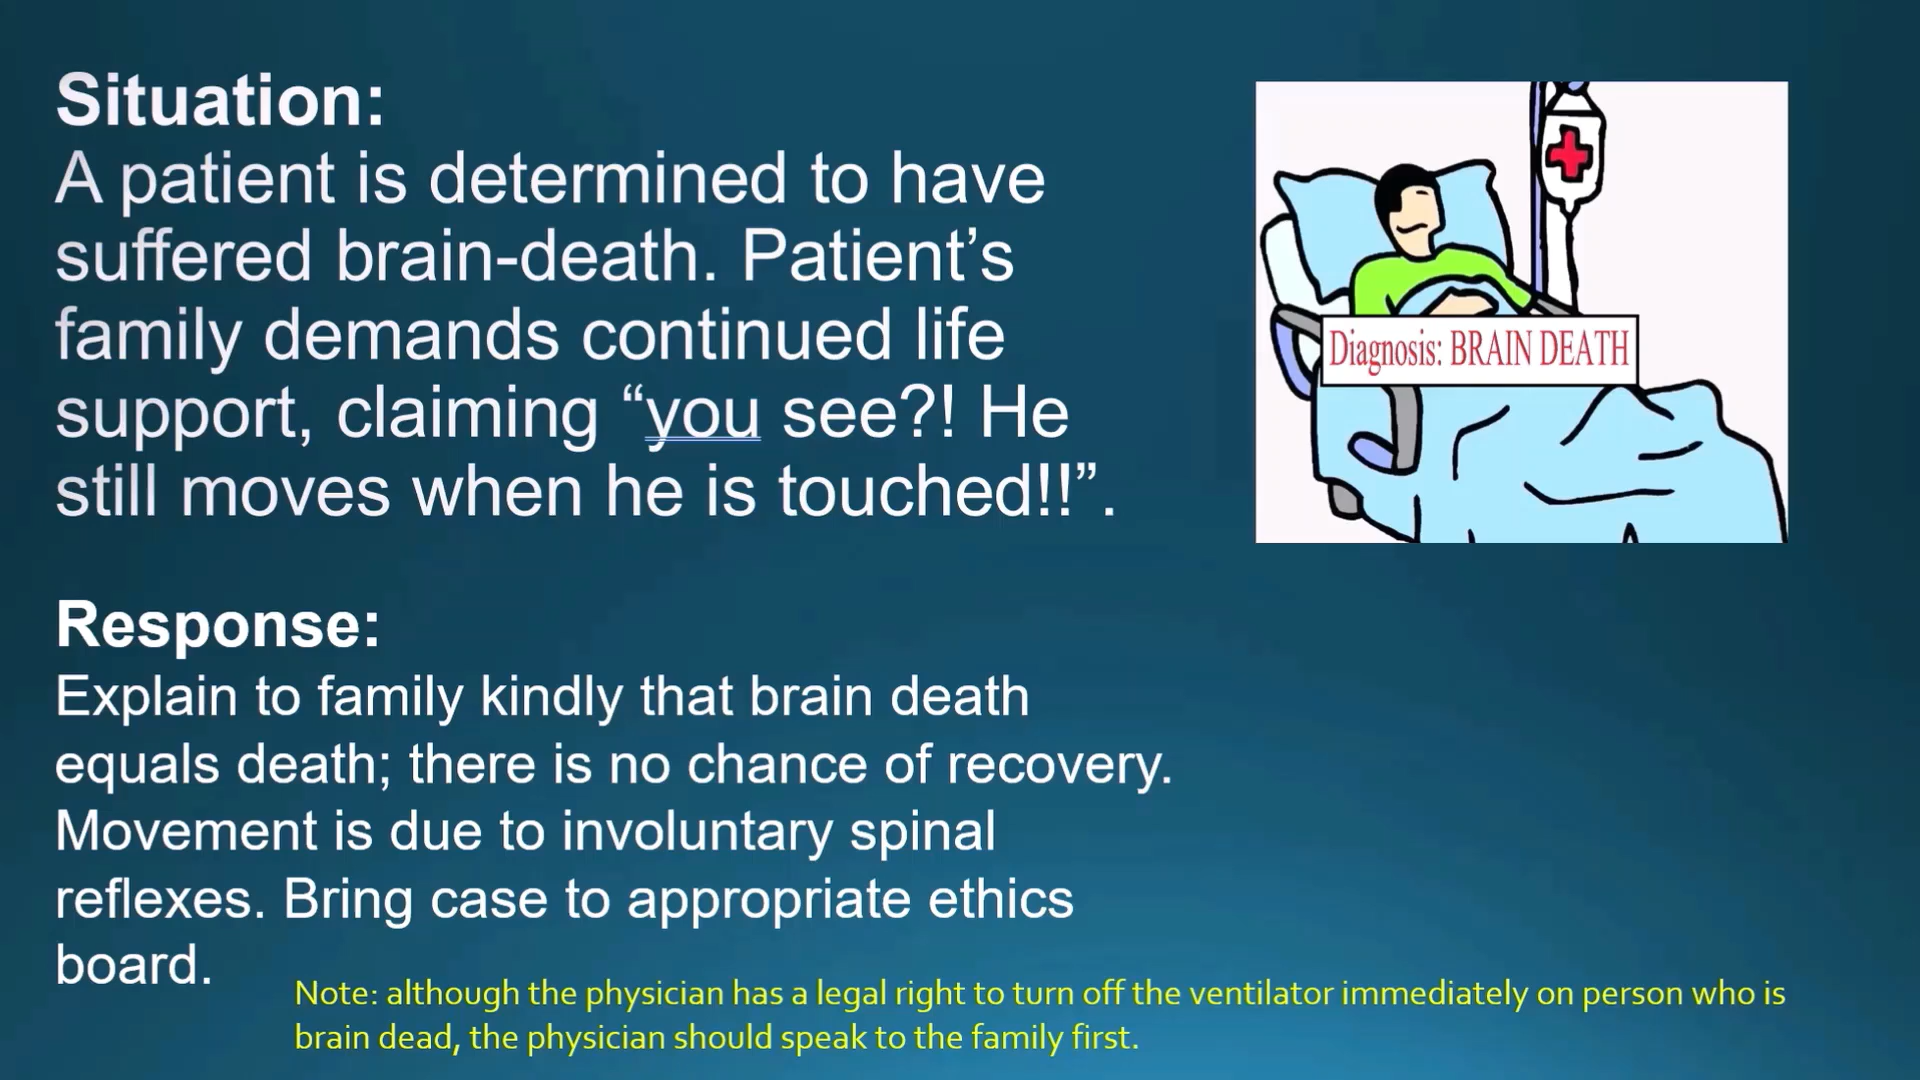 Situation:
A patient is determined to have
suffered brain-death. Patient’s
family demands continued life
support, claiming “you see?! He
still moves when he is touched!!”.
Diagnosis: BRAIN DEATH
Response:
Explain to family kindly that brain death
equals death; there is no chance of recovery.
Movement is due to involuntary spinal
reflexes. Bring case to appropriate ethics
board.
Note: although the physician has a legal right to turn off the ventilator immediately on person who is
brain dead, the physician should speak to the family first.